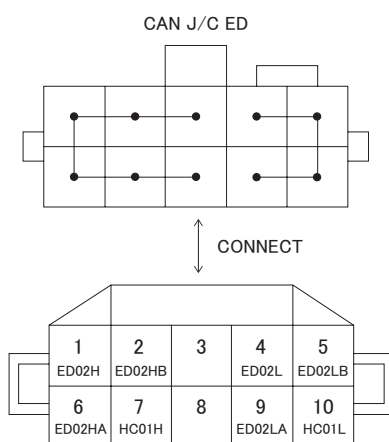 CAN J/C ED
CONNECT
1 2 3 4 5
ED02H ED02HB ED02L ED02LB
6 7 8 9 10
ED02HA HC01H ED02LA HC01L